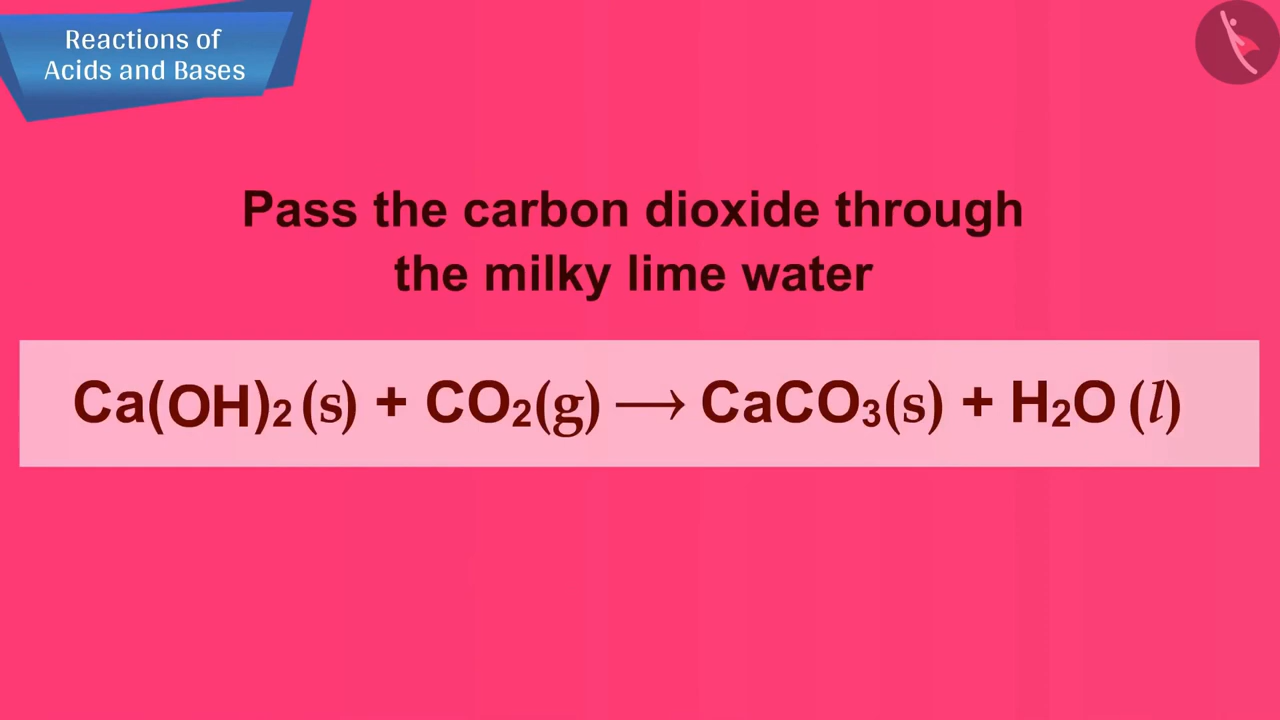 Reactions of
Acids and Bases
Pass the carbon dioxide through
the milky lime water
Ca(OH)₂ (s) + CO₂(g) ⟶ CaCO₃(s) + H₂O (l)